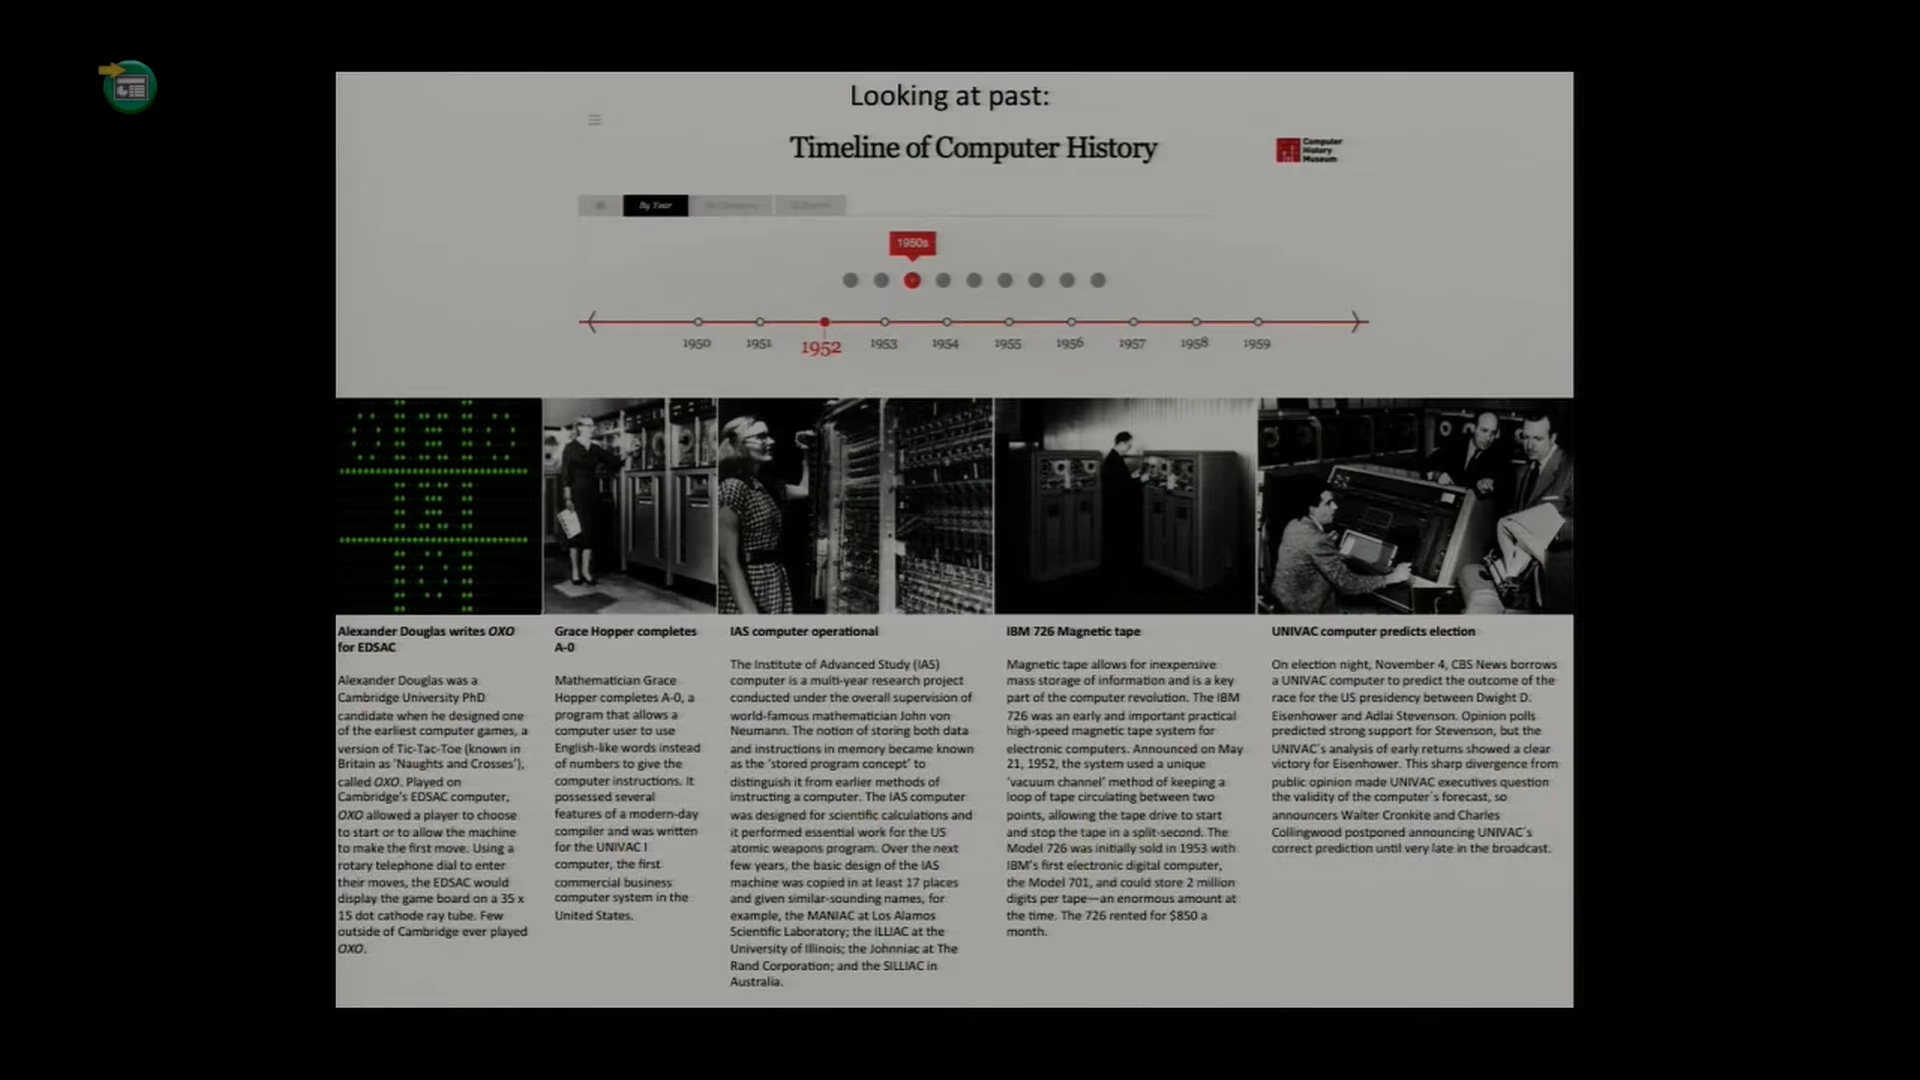 Looking at past:
Timeline of Computer History
Computer
History
Museum
By Year
1950s
1950 1951 1952 1953 1954 1955 1956 1957 1958 1959
Alexander Douglas writes OXO
for EDSAC
Alexander Douglas was a
Cambridge University PhD
candidate when he designed one
of the earliest computer games, a
version of Tic-Tac-Toe (known in
Britain as 'Naughts and Crosses'),
called OXO. Played on
Cambridge's EDSAC computer,
OXO allowed a player to choose
to start or to allow the machine
to make the first move. Using a
rotary telephone dial to enter
their moves, the EDSAC would
display the game board on a 35 x
15 dot cathode ray tube. Few
outside of Cambridge ever played
OXO.
Grace Hopper completes
A-0
Mathematician Grace
Hopper completes A-0, a
program that allows a
computer user to use
English-like words instead
of numbers to give the
computer instructions. It
possessed several
features of a modern-day
compiler and was written
for the UNIVAC I
computer, the first
commercial business
computer system in the
United States.
IAS computer operational
The Institute of Advanced Study (IAS)
computer is a multi-year research project
conducted under the overall supervision of
world-famous mathematician John von
Neumann. The notion of storing both data
and instructions in memory became known
as the 'stored program concept' to
distinguish it from earlier methods of
instructing a computer. The IAS computer
was designed for scientific calculations and
it performed essential work for the US
atomic weapons program. Over the next
few years, the basic design of the IAS
machine was copied in at least 17 places
and given similar-sounding names, for
example, the MANIAC at Los Alamos
Scientific Laboratory; the ILLIAC at the
University of Illinois; the Johnniac at The
Rand Corporation; and the SILLIAC in
Australia.
IBM 726 Magnetic tape
Magnetic tape allows for inexpensive
mass storage of information and is a key
part of the computer revolution. The IBM
726 was an early and important practical
high-speed magnetic tape system for
electronic computers. Announced on May
21, 1952, the system used a unique
'vacuum channel' method of keeping a
loop of tape circulating between two
points, allowing the tape drive to start
and stop the tape in a split-second. The
Model 726 was initially sold in 1953 with
IBM's first electronic digital computer,
the Model 701, and could store 2 million
digits per tape—an enormous amount at
the time. The 726 rented for $850 a
month.
UNIVAC computer predicts election
On election night, November 4, CBS News borrows
a UNIVAC computer to predict the outcome of the
race for the US presidency between Dwight D.
Eisenhower and Adlai Stevenson. Opinion polls
predicted strong support for Stevenson, but the
UNIVAC´s analysis of early returns showed a clear
victory for Eisenhower. This sharp divergence from
public opinion made UNIVAC executives question
the validity of the computer´s forecast, so
announcers Walter Cronkite and Charles
Collingwood postponed announcing UNIVAC´s
correct prediction until very late in the broadcast.